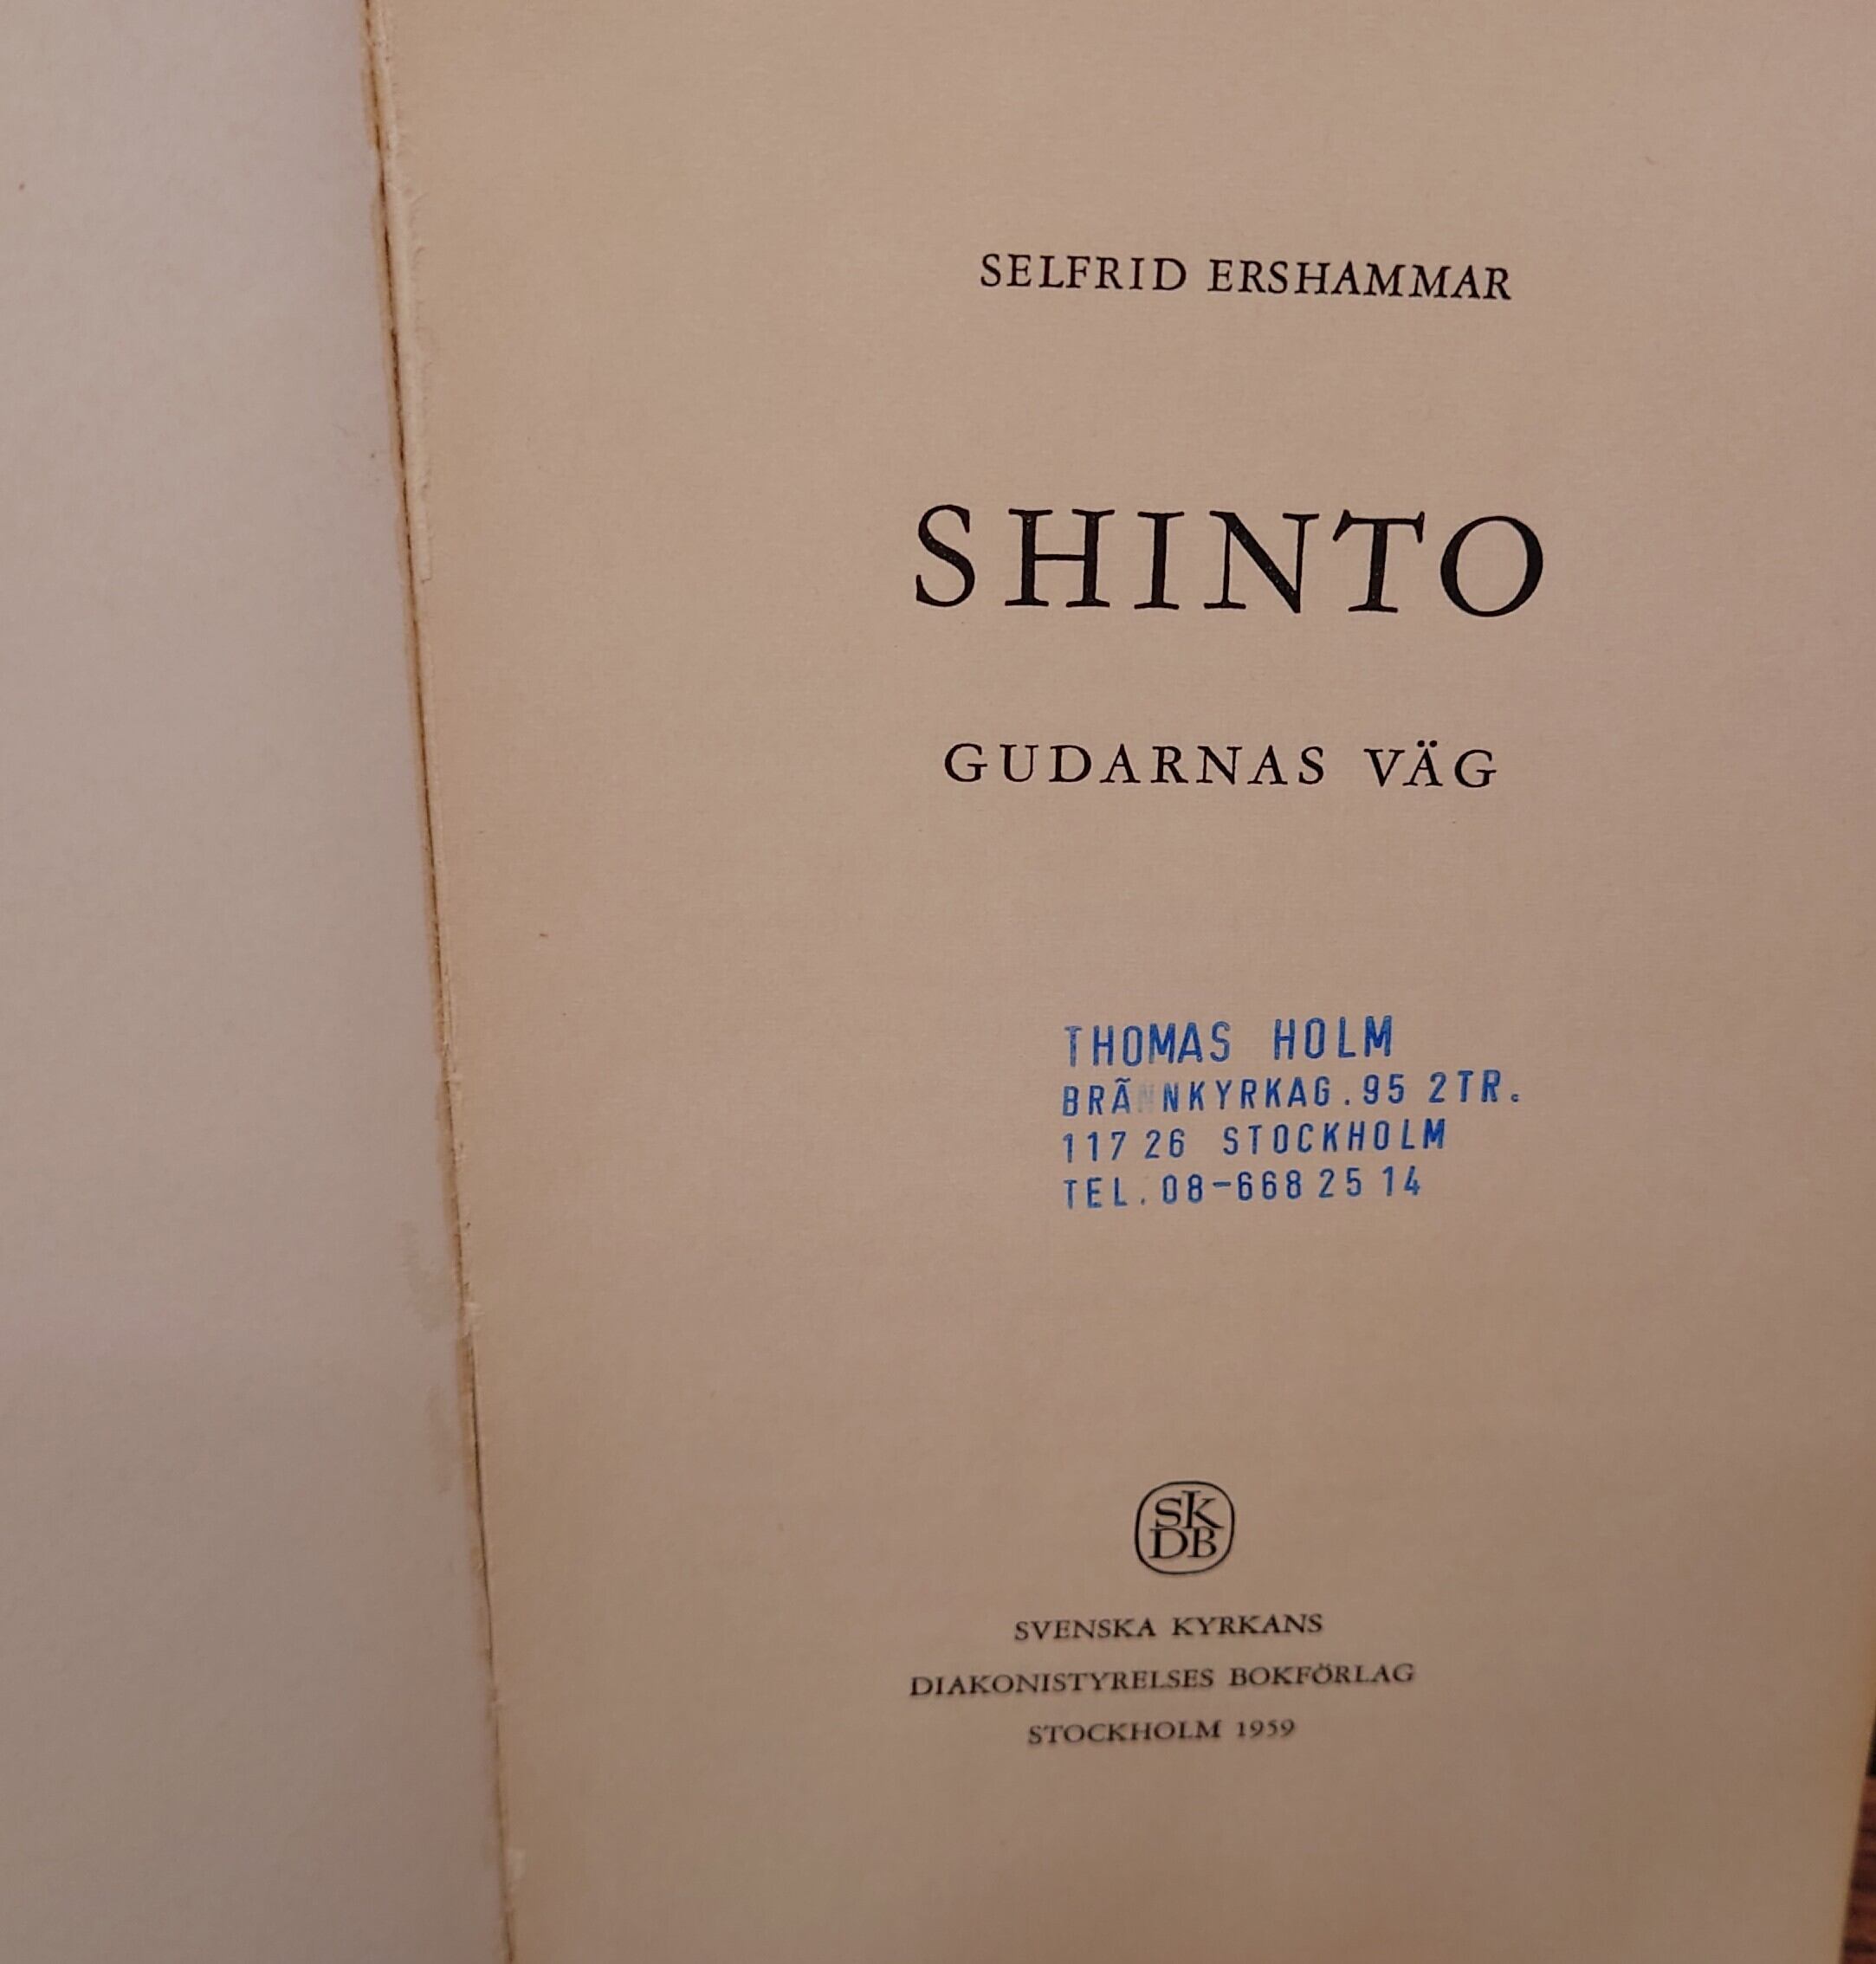 SELFRID ERSHAMMAR
SHINTO
GUDARNAS VÄG
THOMAS HOLM
BRÄNNKYRKAG. 95 2TR.
117 26 STOCKHOLM
TEL. 08-668 25 14
SK
DB
SVENSKA KYRKANS
DIAKONISTYRELSES BOKFÖRLAG
STOCKHOLM 1959